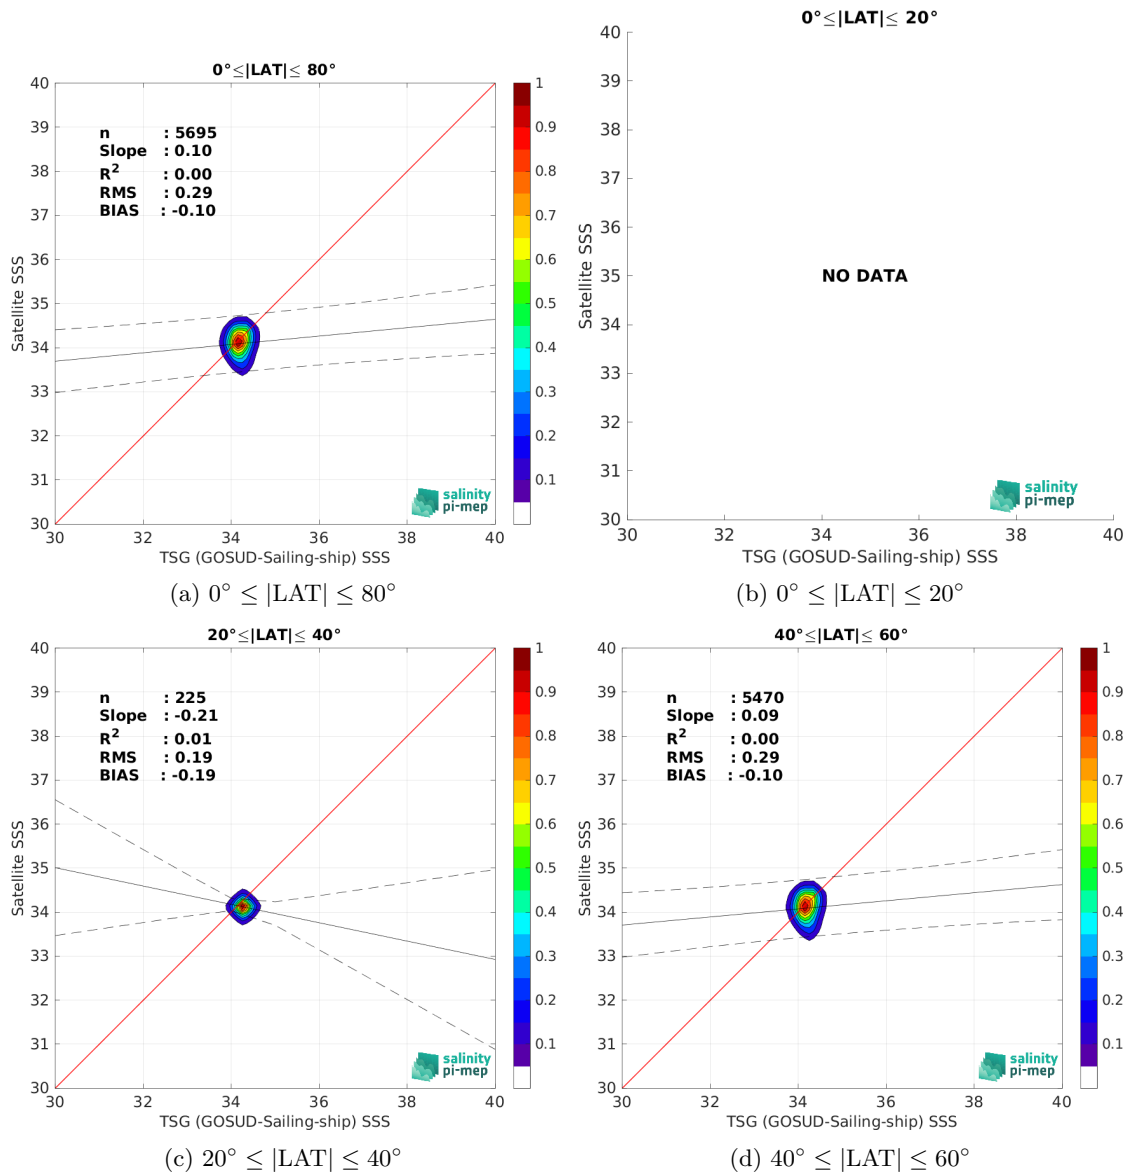 0°≤|LAT|≤ 80°
n : 5695
Slope : 0.10
R² : 0.00
RMS : 0.29
BIAS : -0.10
40
39
38
37
36
35
34
33
32
31
30
Satellite SSS
30 32 34 36 38 40
TSG (GOSUD-Sailing-ship) SSS
1
0.9
0.8
0.7
0.6
0.5
0.4
0.3
0.2
0.1
salinity
pi-mep
(a) 0° ≤ |LAT| ≤ 80°
0°≤|LAT|≤ 20°
40
39
38
37
36
35
34
33
32
31
30
Satellite SSS
NO DATA
30 32 34 36 38 40
TSG (GOSUD-Sailing-ship) SSS
salinity
pi-mep
(b) 0° ≤ |LAT| ≤ 20°
20°≤|LAT|≤ 40°
n : 225
Slope : -0.21
R² : 0.01
RMS : 0.19
BIAS : -0.19
40
39
38
37
36
35
34
33
32
31
30
Satellite SSS
30 32 34 36 38 40
TSG (GOSUD-Sailing-ship) SSS
1
0.9
0.8
0.7
0.6
0.5
0.4
0.3
0.2
0.1
salinity
pi-mep
(c) 20° ≤ |LAT| ≤ 40°
40°≤|LAT|≤ 60°
n : 5470
Slope : 0.09
R² : 0.00
RMS : 0.29
BIAS : -0.10
40
39
38
37
36
35
34
33
32
31
30
Satellite SSS
30 32 34 36 38 40
TSG (GOSUD-Sailing-ship) SSS
1
0.9
0.8
0.7
0.6
0.5
0.4
0.3
0.2
0.1
salinity
pi-mep
(d) 40° ≤ |LAT| ≤ 60°